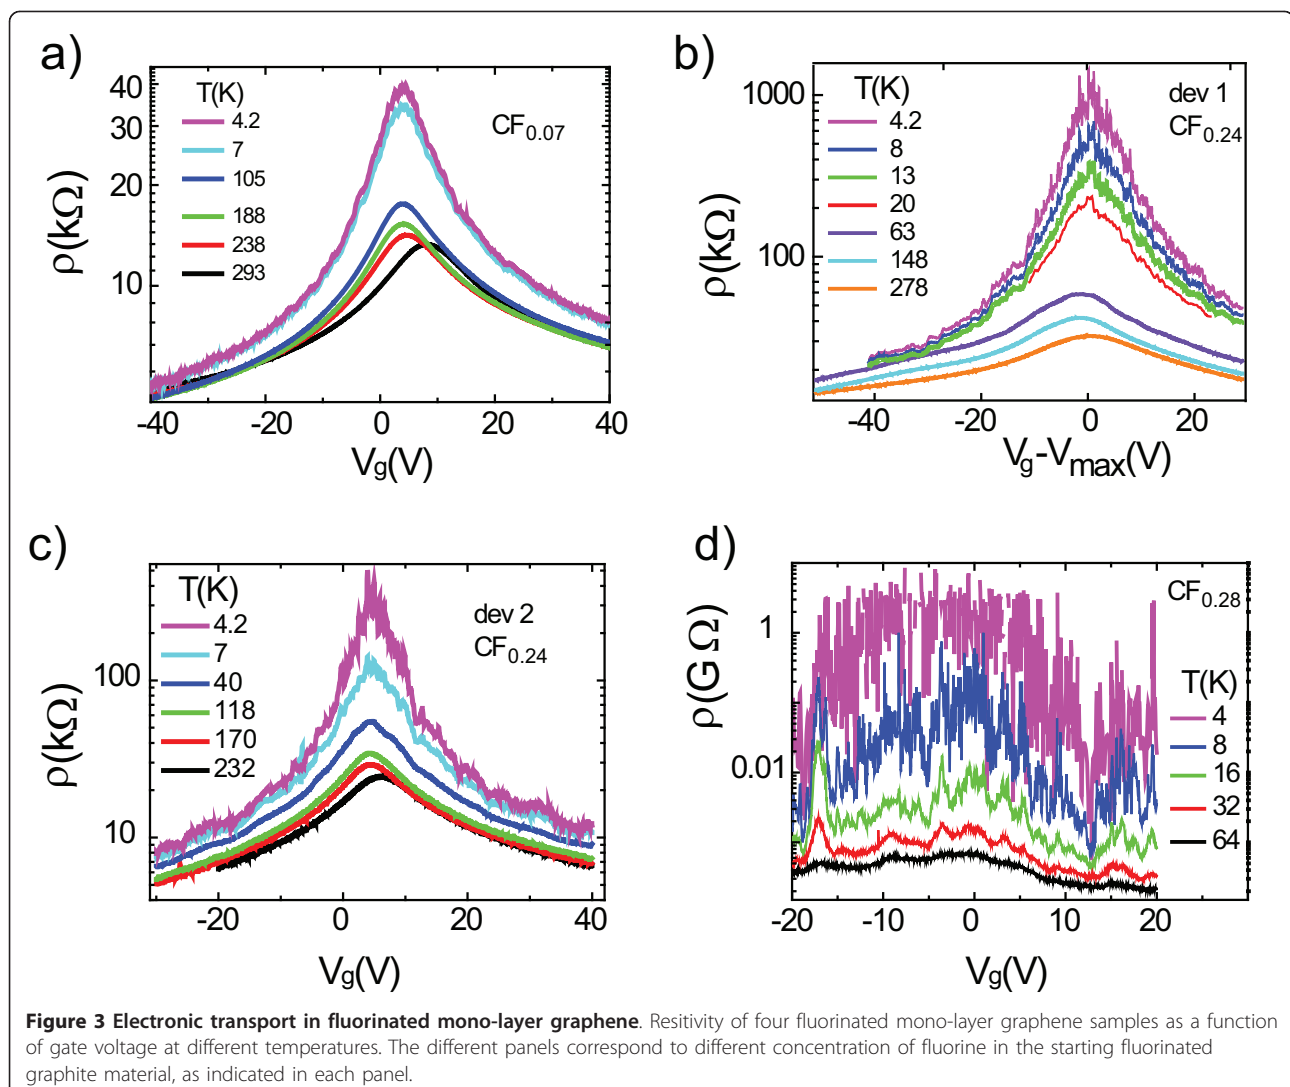 a)
T(K)
4.2
7
105
188
238
293
CF0.07
40
30
20
10
ρ(kΩ)
-40 -20 0 20 40
Vg(V)
b)
T(K)
4.2
8
13
20
63
148
278
dev 1
CF0.24
1000
100
ρ(kΩ)
-40 -20 0 20
Vg-Vmax(V)
c)
T(K)
4.2
7
40
118
170
232
dev 2
CF0.24
100
10
ρ(kΩ)
-20 0 20 40
Vg(V)
d)
CF0.28
T(K)
4
8
16
32
64
1
0.01
ρ(GΩ)
-20 -10 0 10 20
Vg(V)
Figure 3 Electronic transport in fluorinated mono-layer graphene. Resitivity of four fluorinated mono-layer graphene samples as a function
of gate voltage at different temperatures. The different panels correspond to different concentration of fluorine in the starting fluorinated
graphite material, as indicated in each panel.